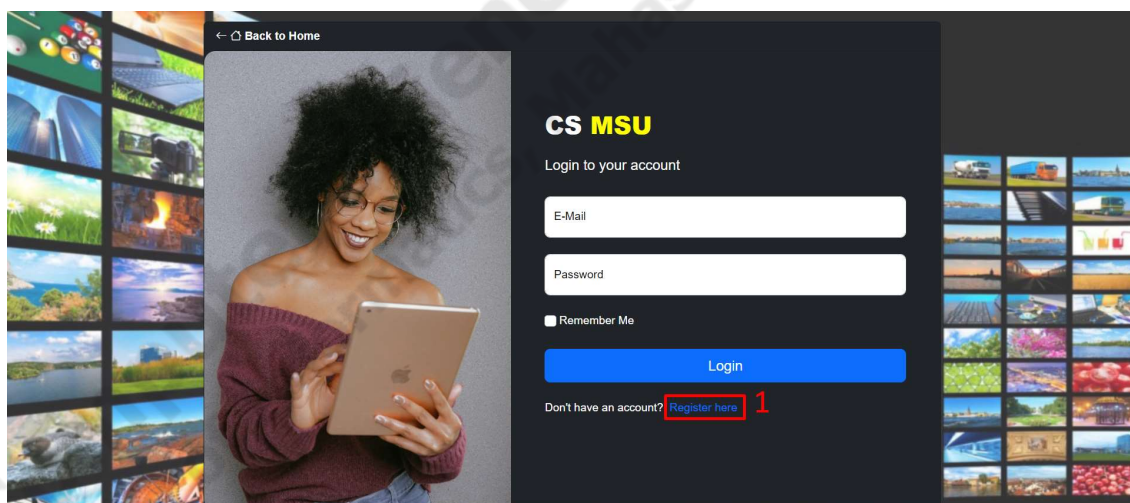 ← Back to Home
CS MSU
Login to your account
E-Mail
Password
Remember Me
Login
Don't have an account? Register here 1